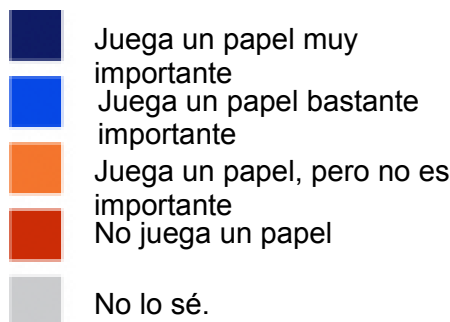 Juega un papel muy
importante
Juega un papel bastante
importante
Juega un papel, pero no es
importante
No juega un papel
No lo sé.